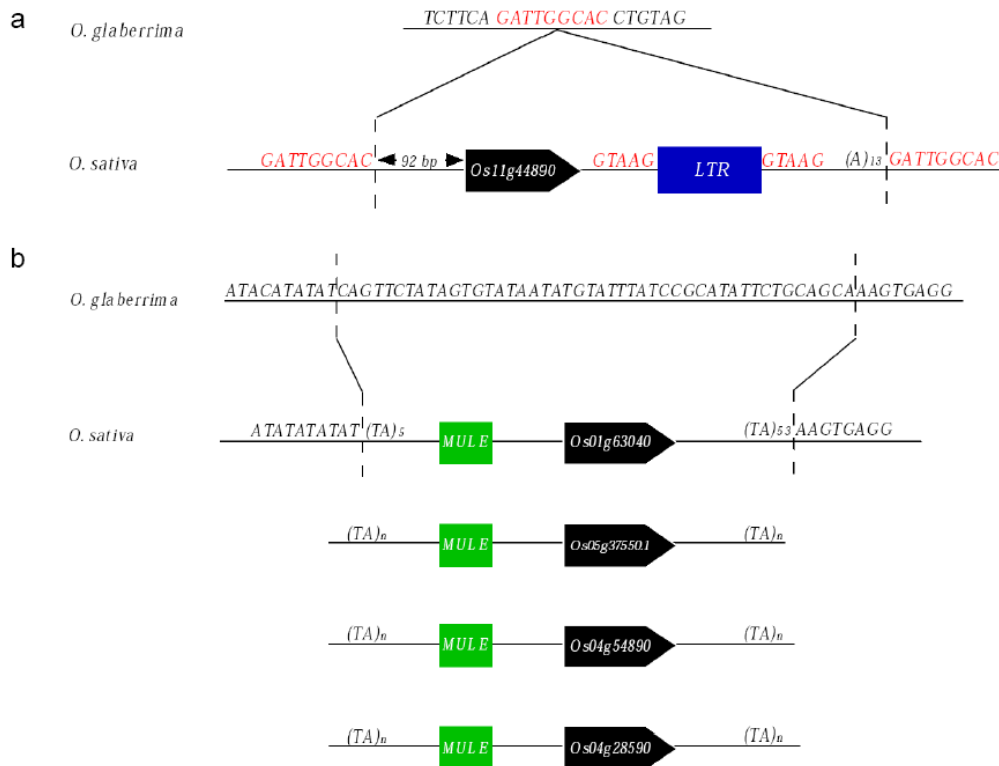 a
TCTTCA GATTGGCAC CTGTAG
O. glaberrima
O. sativa
GATTGGCAC 92 bp Os11g44890 GTAAG LTR GTAAG (A)13 GATTGGCAC
b
O. glaberrima
ATACATATATCAGTTCTATAGTGTATAATATGTATTTATCCGCATATTCTGCAGCAAAGTGAGG
O. sativa
ATATATATAT (TA)5 MULE Os01g63040 (TA)53 AAGTGAGG
(TA)n MULE Os05g37550.1 (TA)n
(TA)n MULE Os04g54890 (TA)n
(TA)n MULE Os04g28590 (TA)n